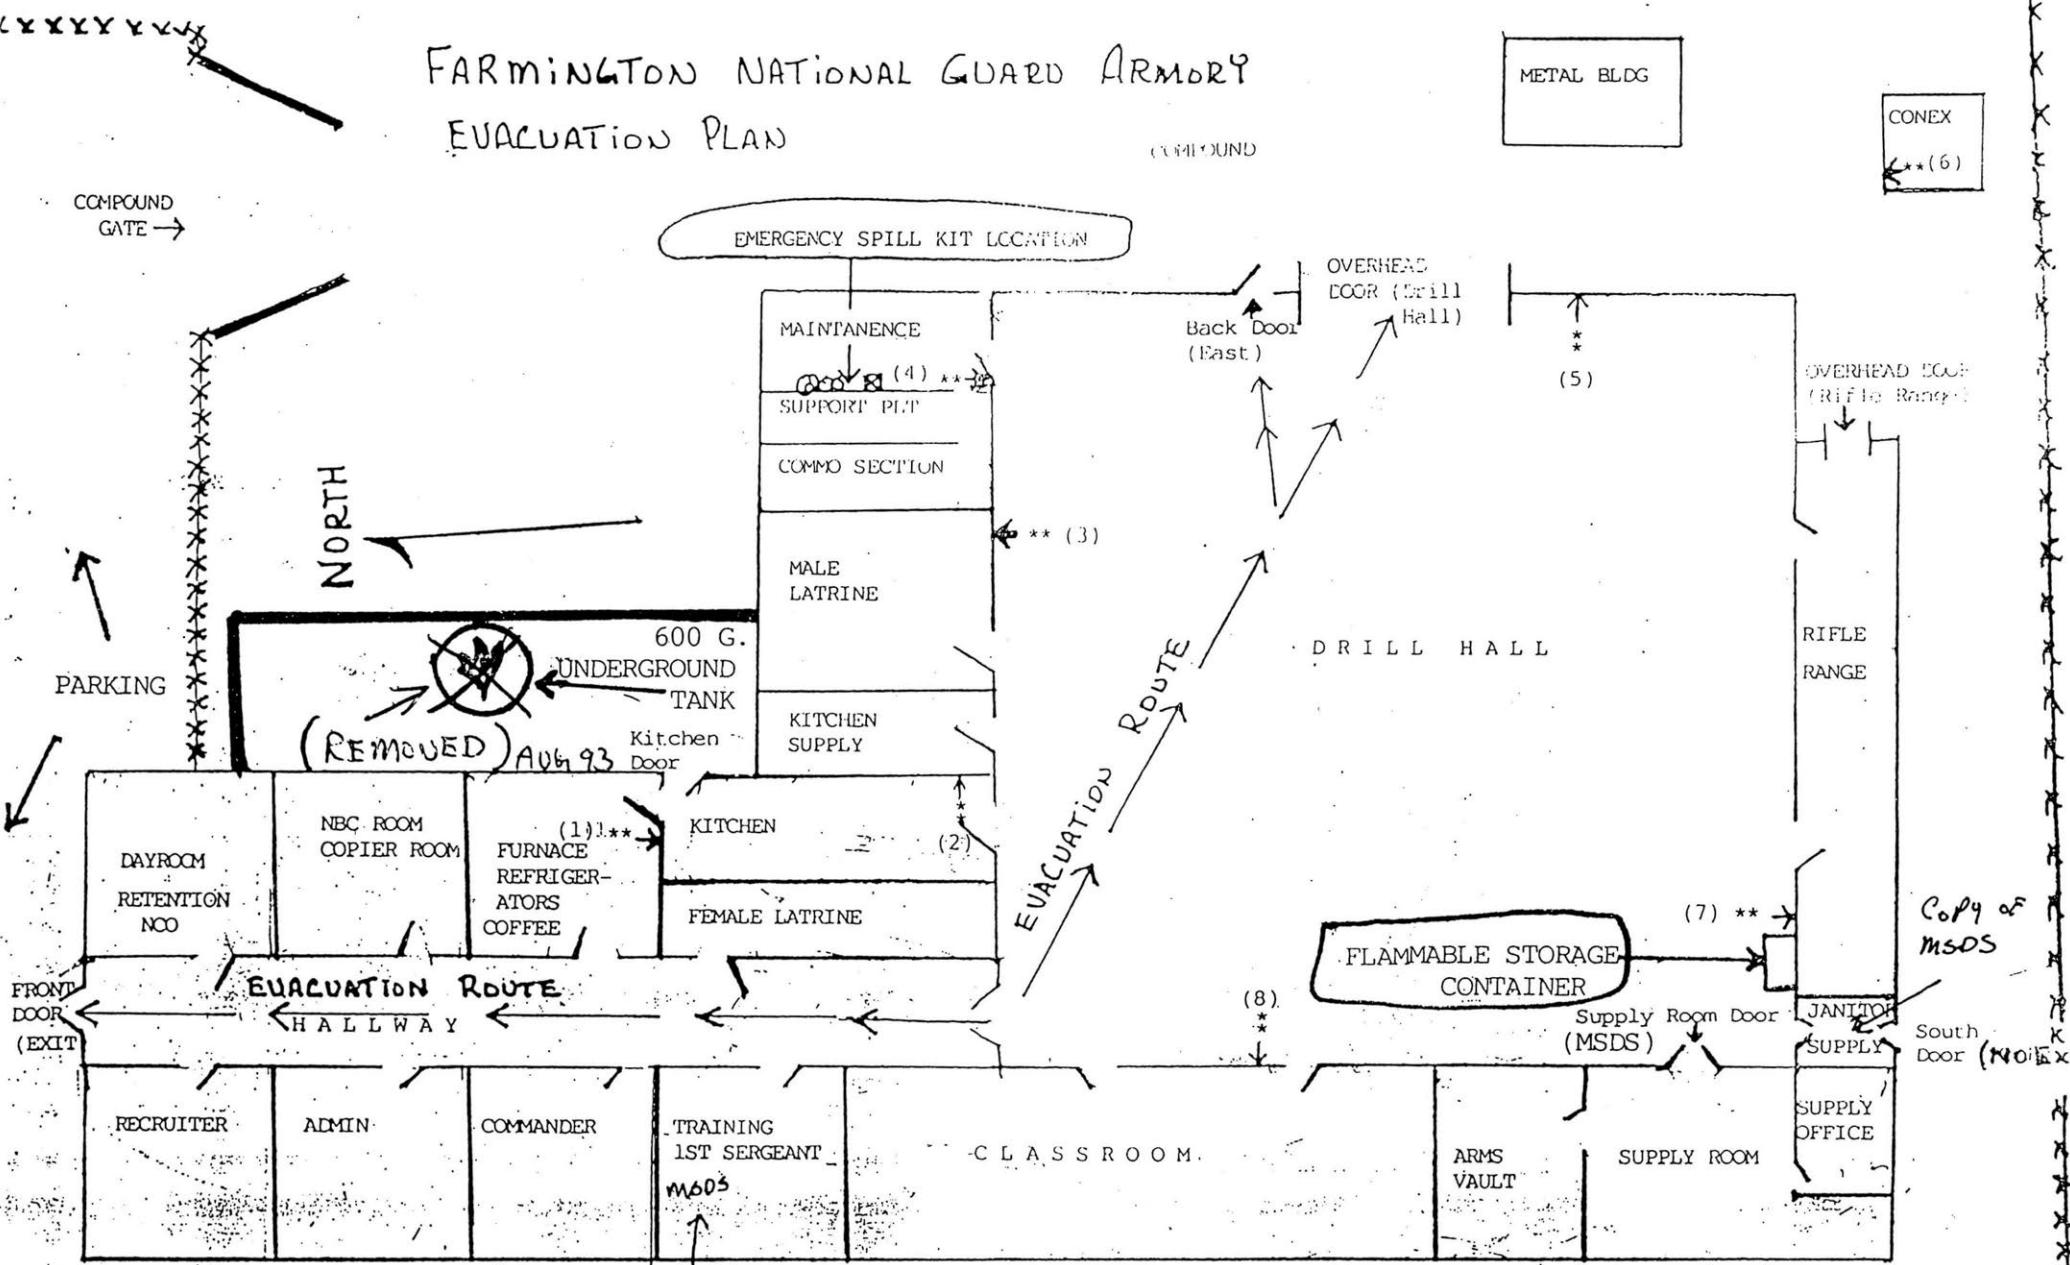 FARMINGTON NATIONAL GUARD ARMORY
EVACUATION PLAN
METAL BLDG
CONEX
**(6)
COMPOUND
COMPOUND
GATE
EMERGENCY SPILL KIT LOCATION
OVERHEAD
DOOR (Drill
Hall)
Back Door
(East)
MAINTANENCE
(4) **
**
(5)
OVERHEAD DOOR
(Rifle Range)
SUPPORT PLT
COMMO SECTION
NORTH
** (3)
MALE
LATRINE
600 G.
UNDERGROUND
TANK
PARKING
(REMOVED) AUG 93
Kitchen
Door
KITCHEN
SUPPLY
EVACUATION ROUTE
DRILL HALL
RIFLE
RANGE
NBC ROOM
COPIER ROOM
(1) **
KITCHEN
**
(2)
DAYROOM
RETENTION
NCO
FURNACE
REFRIGER-
ATORS
COFFEE
FEMALE LATRINE
(7) **
COPY OF
MSDS
FLAMMABLE STORAGE
CONTAINER
FRONT
DOOR
(EXIT
EVACUATION ROUTE
HALLWAY
(8)
**
Supply Room Door
(MSDS)
JANITOR
SUPPLY
South
Door
RECRUITER
ADMIN
COMMANDER
TRAINING
1ST SERGEANT
MSDS
CLASSROOM
ARMS
VAULT
SUPPLY ROOM
SUPPLY
OFFICE